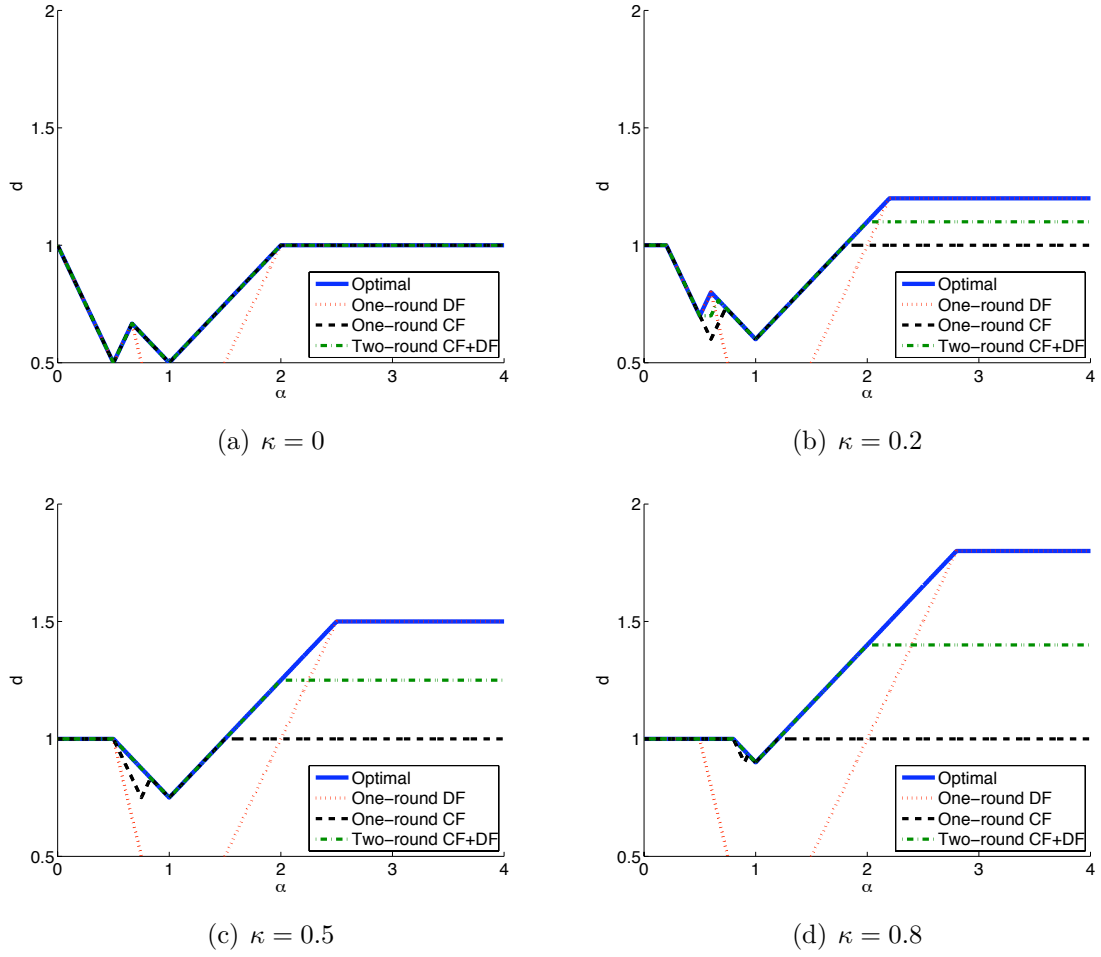 2
1.5
d
1
0.5
0 1 2 3 4
α
Optimal
One-round DF
One-round CF
Two-round CF+DF
(a) κ = 0
2
1.5
d
1
0.5
0 1 2 3 4
α
Optimal
One-round DF
One-round CF
Two-round CF+DF
(b) κ = 0.2
2
1.5
d
1
0.5
0 1 2 3 4
α
Optimal
One-round DF
One-round CF
Two-round CF+DF
(c) κ = 0.5
2
1.5
d
1
0.5
0 1 2 3 4
α
Optimal
One-round DF
One-round CF
Two-round CF+DF
(d) κ = 0.8